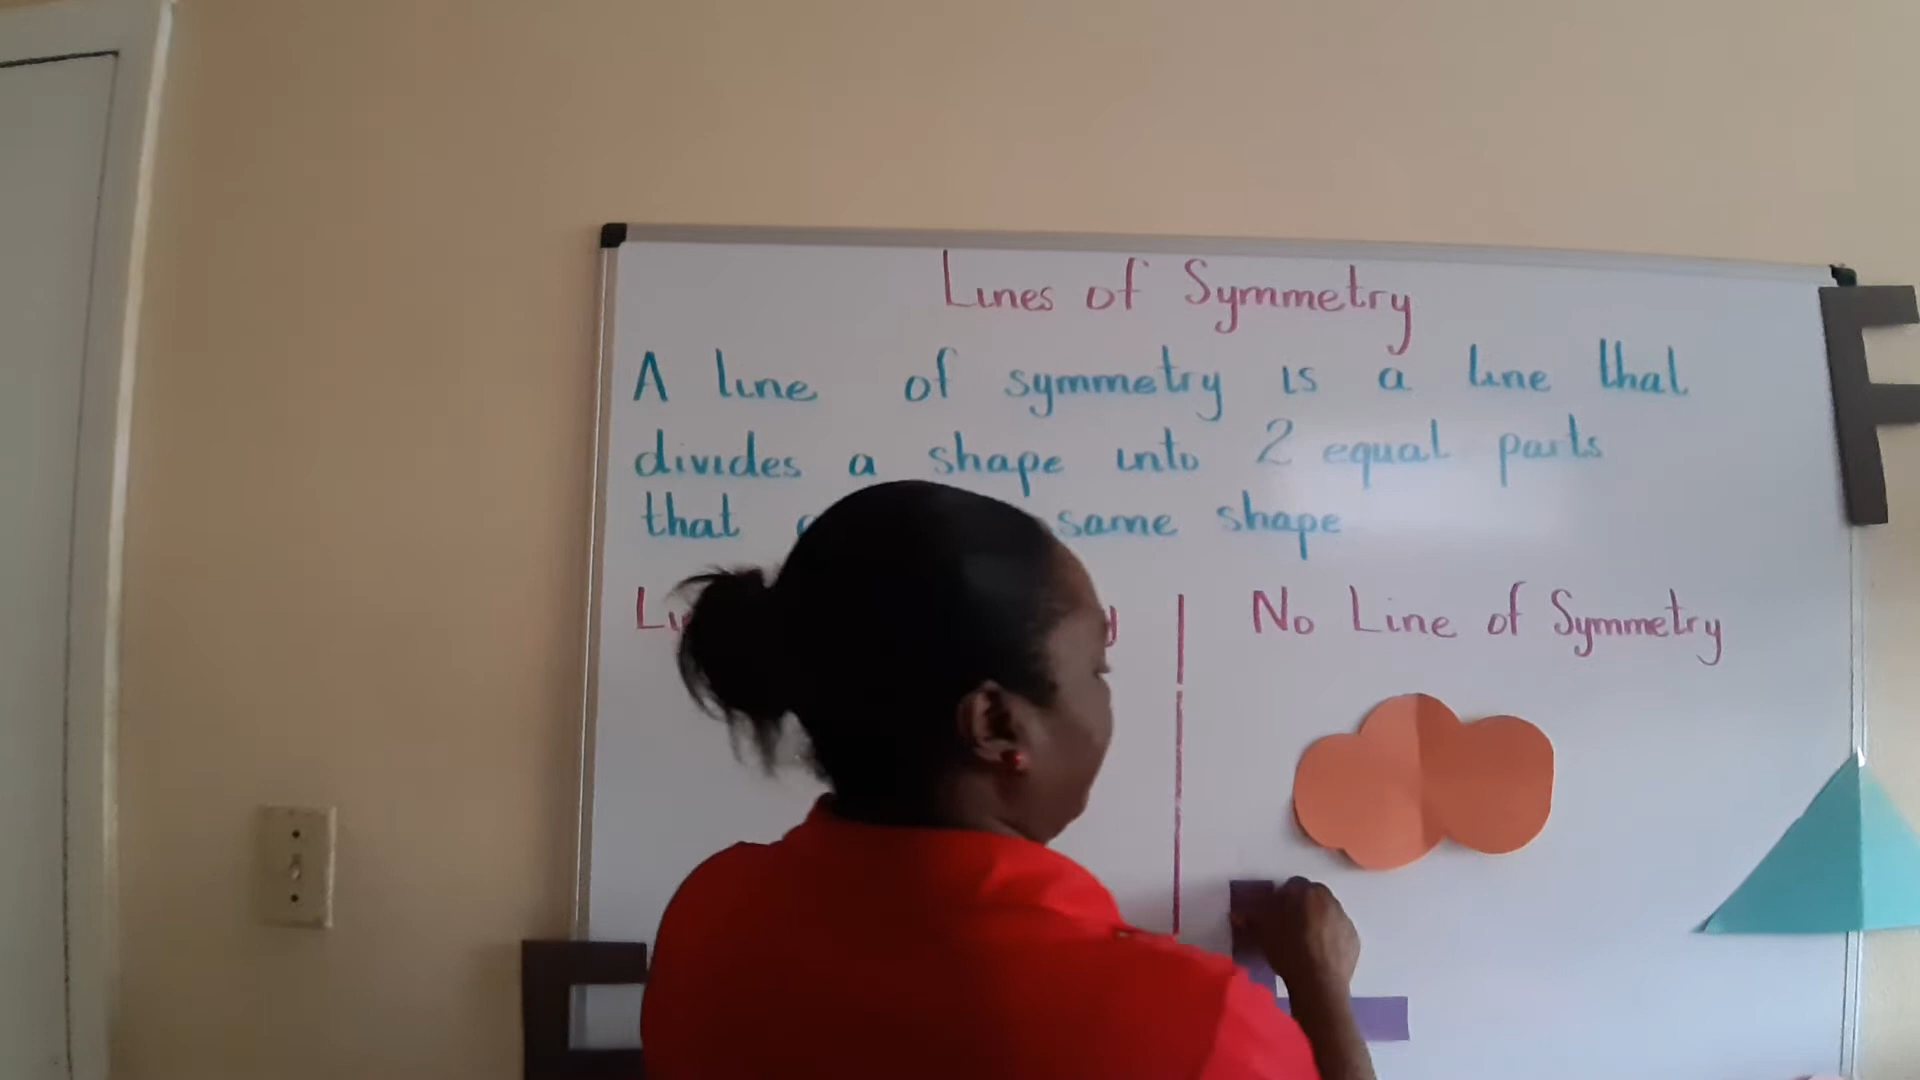 Lines of Symmetry
A line of symmetry is a line that
divides a shape into 2 equal parts
that same shape
No Line of Symmetry